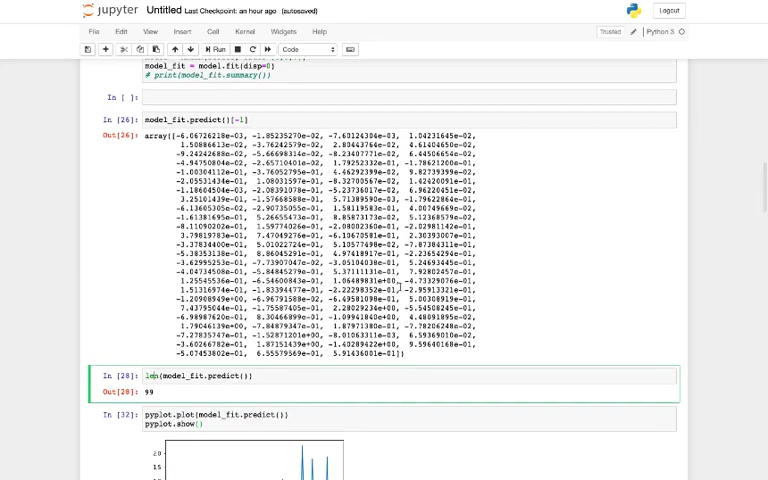 jupyter Untitled Last Checkpoint: an hour ago (autosaved)
Logout
File Edit View Insert Cell Kernel Widgets Help
Trusted Python 3
Run Code
model_fit = model.fit(disp=0)
# print(model_fit.summary())
In [ ]:
In [26]: model_fit.predict()[-1]
Out[26]: array([-6.06726218e-03, -1.85235270e-02, -7.60124304e-03, 1.04231645e-02,
1.50886613e-02, -3.76242579e-02, 2.80443764e-02, 4.61404650e-02,
-9.24242688e-02, -5.66698314e-02, -8.23407771e-02, 6.44506654e-02,
-4.94750804e-02, -2.65710401e-02, 1.79252332e-01, -1.78621200e-01,
-1.00304112e-01, -3.76052795e-01, 4.46292399e-02, 9.82739399e-02,
-2.05531434e-01, 1.08031597e-01, -8.32700567e-02, 1.42420091e-01,
-1.18604504e-03, -2.08391078e-01, -5.23736017e-02, 6.96220451e-02,
3.25101439e-01, -1.57668588e-01, 5.71389590e-03, -1.79622864e-01,
-6.13605305e-02, -2.90735055e-01, 1.58119583e-01, 4.00749669e-02,
-1.61381695e-01, 5.26655473e-01, 8.85873173e-02, 5.12368579e-02,
-8.11090202e-01, 1.59774026e-01, -2.08002360e-01, -2.02981142e-01,
3.79819783e-01, 7.47049276e-01, -6.10670581e-01, 2.30393007e-01,
-3.37834400e-01, 5.01022724e-01, 5.10577498e-02, -7.87384311e-01,
-5.38353138e-01, 8.86045291e-01, 4.97418917e-01, -2.23654294e-01,
-3.62995253e-01, -7.73907047e-02, -3.05104038e-01, 5.24693445e-01,
-4.04734508e-01, -5.84845279e-01, 5.37111131e-01, 7.92802457e-01,
1.25545536e-01, -6.54600843e-01, 1.06489831e+00, -4.73329076e-01,
1.51316974e-01, -1.83394477e-01, -2.22298352e-01, -2.95913321e-01,
-1.20908949e+00, -6.96791588e-02, -6.49581098e-01, 5.00308919e-01,
7.43795044e-01, -1.75587405e-01, 2.28029234e+00, -5.54508245e-01,
-6.98987620e-01, 8.30466899e-01, -1.09941840e+00, 4.48091895e-02,
1.79046139e+00, -7.84879347e-01, 1.87971380e-01, -7.78206248e-02,
-7.27835747e-01, -1.52871201e+00, -8.01063311e-01, 6.59369010e-02,
-3.60266782e-01, 1.87151439e+00, -1.40289422e+00, 9.59640168e-01,
-5.07453802e-01, 6.55579569e-01, 5.91436001e-01])
In [28]: len(model_fit.predict())
Out[28]: 99
In [32]: pyplot.plot(model_fit.predict())
pyplot.show()
20
15